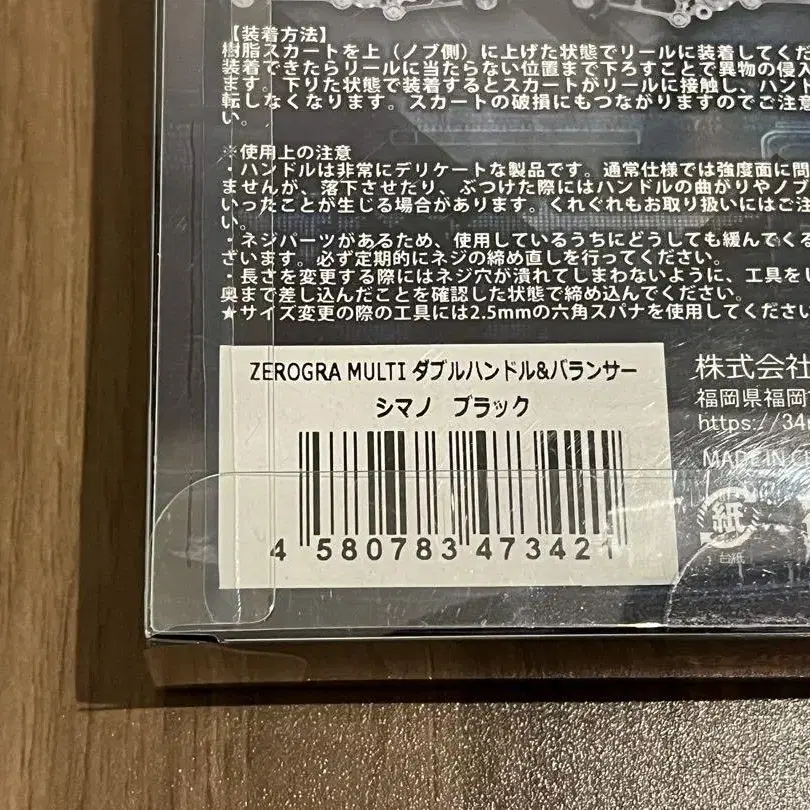 【装着方法】
樹脂スカートを上(ノブ側)に上げた状態でリールに装着してくだ
装着できたらリールに当たらない位置まで下ろすことで異物の侵入
ます。下りた状態で装着するとスカートがリールに接触し、ハンド
転しなくなります。スカートの破損にもつながりますのでご注意
い。
※使用上の注意
・ハンドルは非常にデリケートな製品です。通常仕様では強度面に問
ませんが、落下させたり、ぶつけた際にはハンドルの曲がりやノブ
いったことが生じる場合があります。くれぐれもお取り扱いにはご注
い。
・ネジパーツがあるため、使用しているうちにどうしても緩んでくる
ざいます。必ず定期的にネジの締め直しを行ってください。
・長さを変更する際にはネジ穴が潰れてしまわないように、工具をし
奥まで差し込んだことを確認した状態で締め込んでください。
★サイズ変更の際の工具には2.5mmの六角スパナを使用してください
ZEROGRA MULTI ダブルハンドル&バランサー
シマノ ブラック
4 580783 473421
株式会社
福岡県福岡
https://34
MADE IN CH
紙
台紙